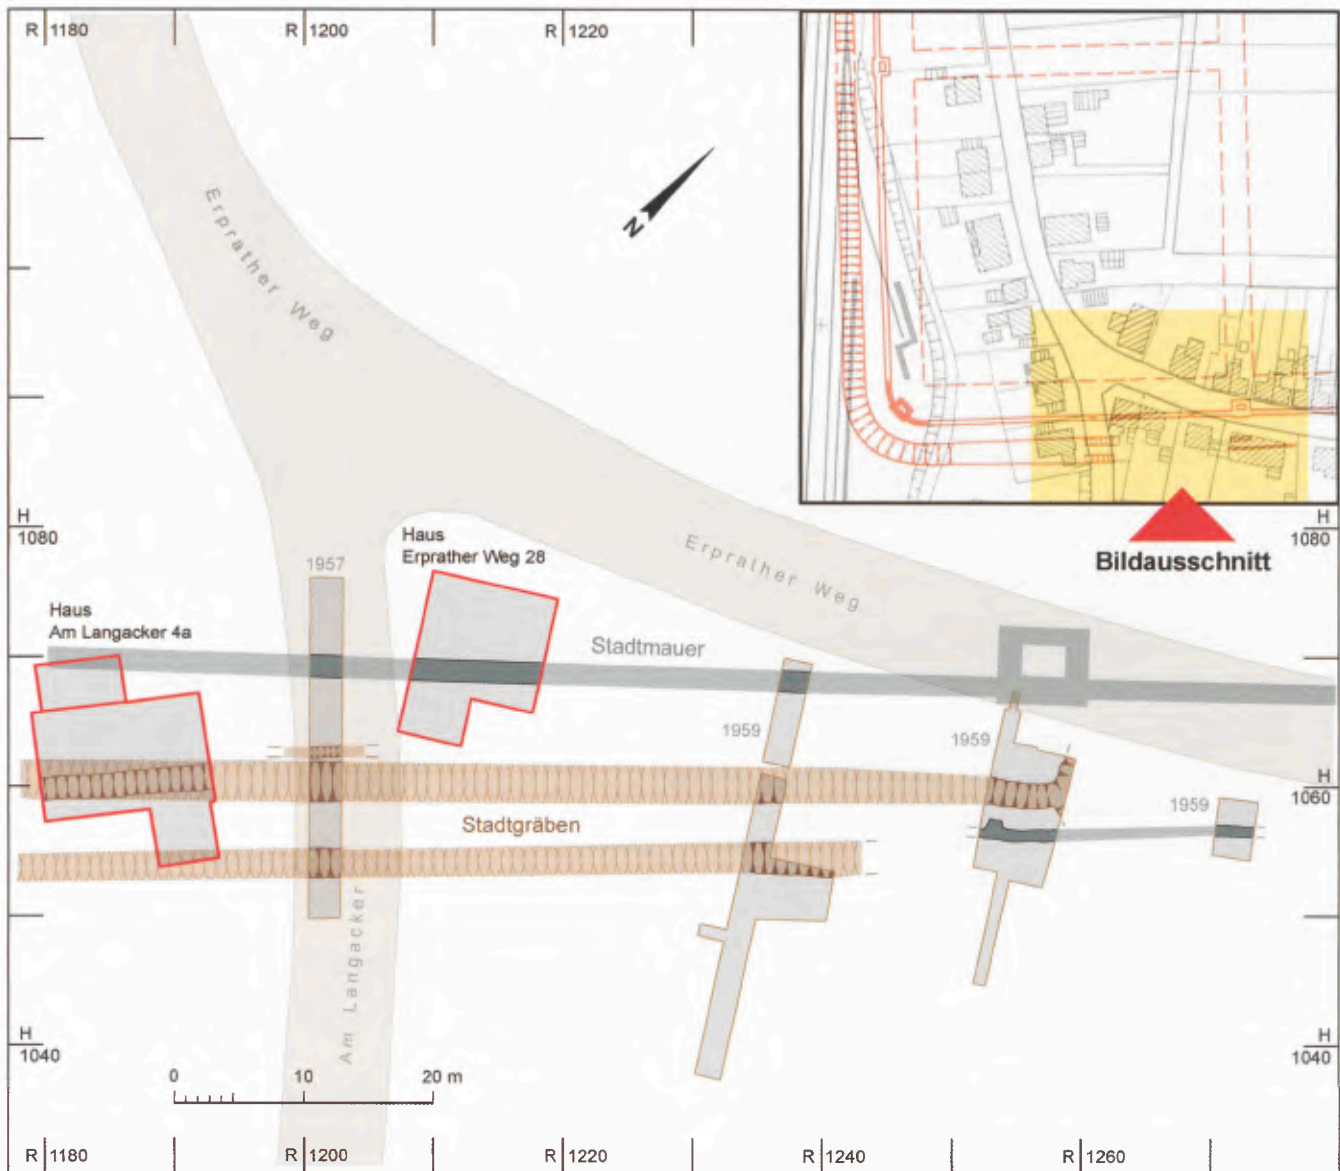 R 1180
R 1200
R 1220
Erprather Weg
N
H
1080
H
1080
Bildausschnitt
Haus
Erprather Weg 28
1957
Erprather Weg
Haus
Am Langacker 4a
Stadtmauer
1959
1959
1959
H
1060
Stadtgräben
Am Langacker
H
1040
H
1040
0 10 20 m
R 1180
R 1200
R 1220
R 1240
R 1260